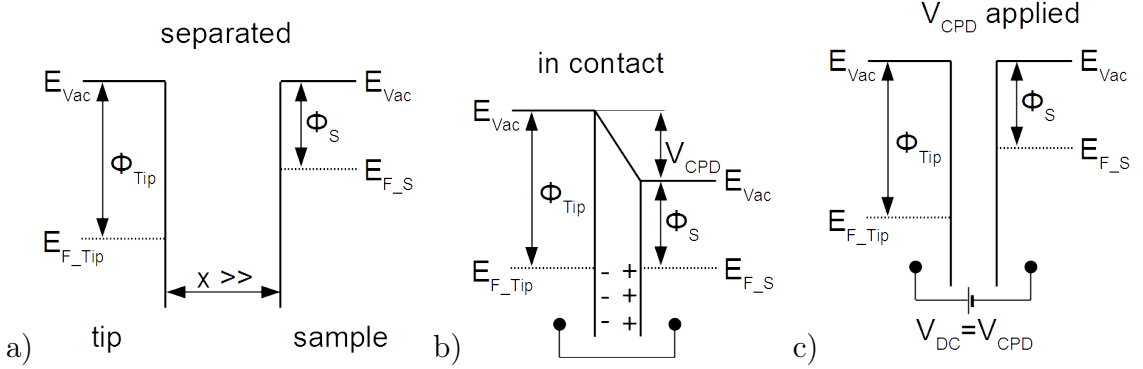 separated
E_Vac E_Vac
Φ_S
Φ_Tip
E_F_S
E_F_Tip
x >>
tip sample
a)
in contact
E_Vac
V_CPD
E_Vac
Φ_Tip
Φ_S
E_F_Tip - + E_F_S
- +
- +
b)
V_CPD applied
E_Vac E_Vac
Φ_S
Φ_Tip
E_F_S
E_F_Tip
V_DC=V_CPD
c)